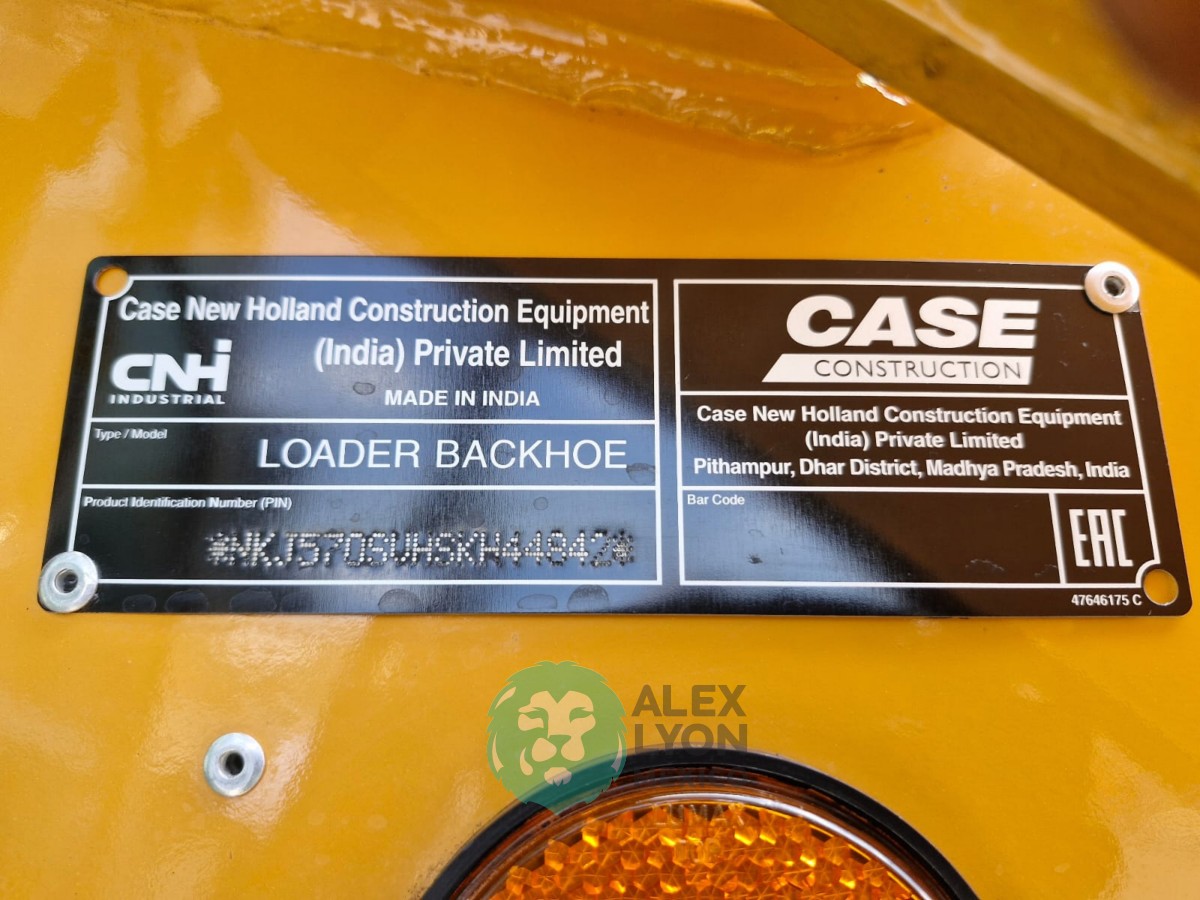 Case New Holland Construction Equipment
(India) Private Limited
CNH
INDUSTRIAL
MADE IN INDIA
Type / Model
LOADER BACKHOE
Product Identification Number (PIN)
CASE
CONSTRUCTION
Case New Holland Construction Equipment
(India) Private Limited
Pithampur, Dhar District, Madhya Pradesh, India
Bar Code
EAC
47646175 C
ALEX
LYON